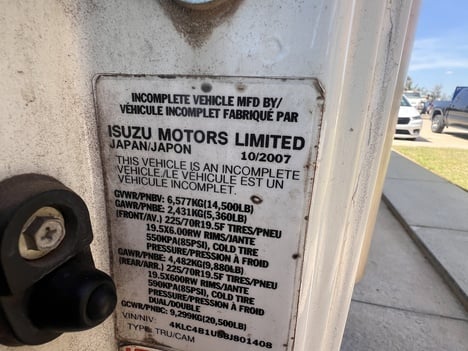 INCOMPLETE VEHICLE MFD BY/
VÉHICULE INCOMPLET FABRIQUÉ PAR
ISUZU MOTORS LIMITED
JAPAN/JAPON 10/2007
THIS VEHICLE IS AN INCOMPLETE
VEHICLE./LE VÉHICULE EST UN
VÉHICULE INCOMPLET.
GVWR/PNBV: 6,577KG(14,500LB)
GAWR/PNBE: 2,431KG(5,360LB)
(FRONT/AV.) 225/70R19.5F TIRES/PNEU
19.5X6.00RW RIMS/JANTE
550KPA(85PSI), COLD TIRE
PRESSURE/PRESSION À FROID
GAWR/PNBE: 4,482KG(9,880LB)
(REAR/ARR.) 225/70R19.5F TIRES/PNEU
19.5X600RW RIMS/JANTE
590KPA(85PSI), COLD TIRE
PRESSURE/PRESSION À FROID
DUAL/DOUBLE
GCWR/PNBC: 9,299KG(20,500LB)
VIN/NIV:
TYPE: TRU/CAM